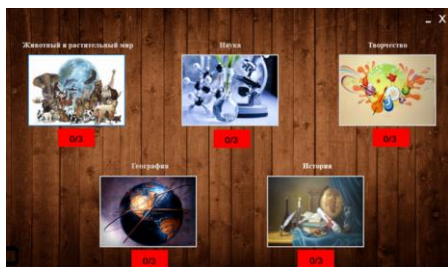 Животный и растительный мир
Наука
Творчество
0/3
0/3
0/3
География
История
0/3
0/3